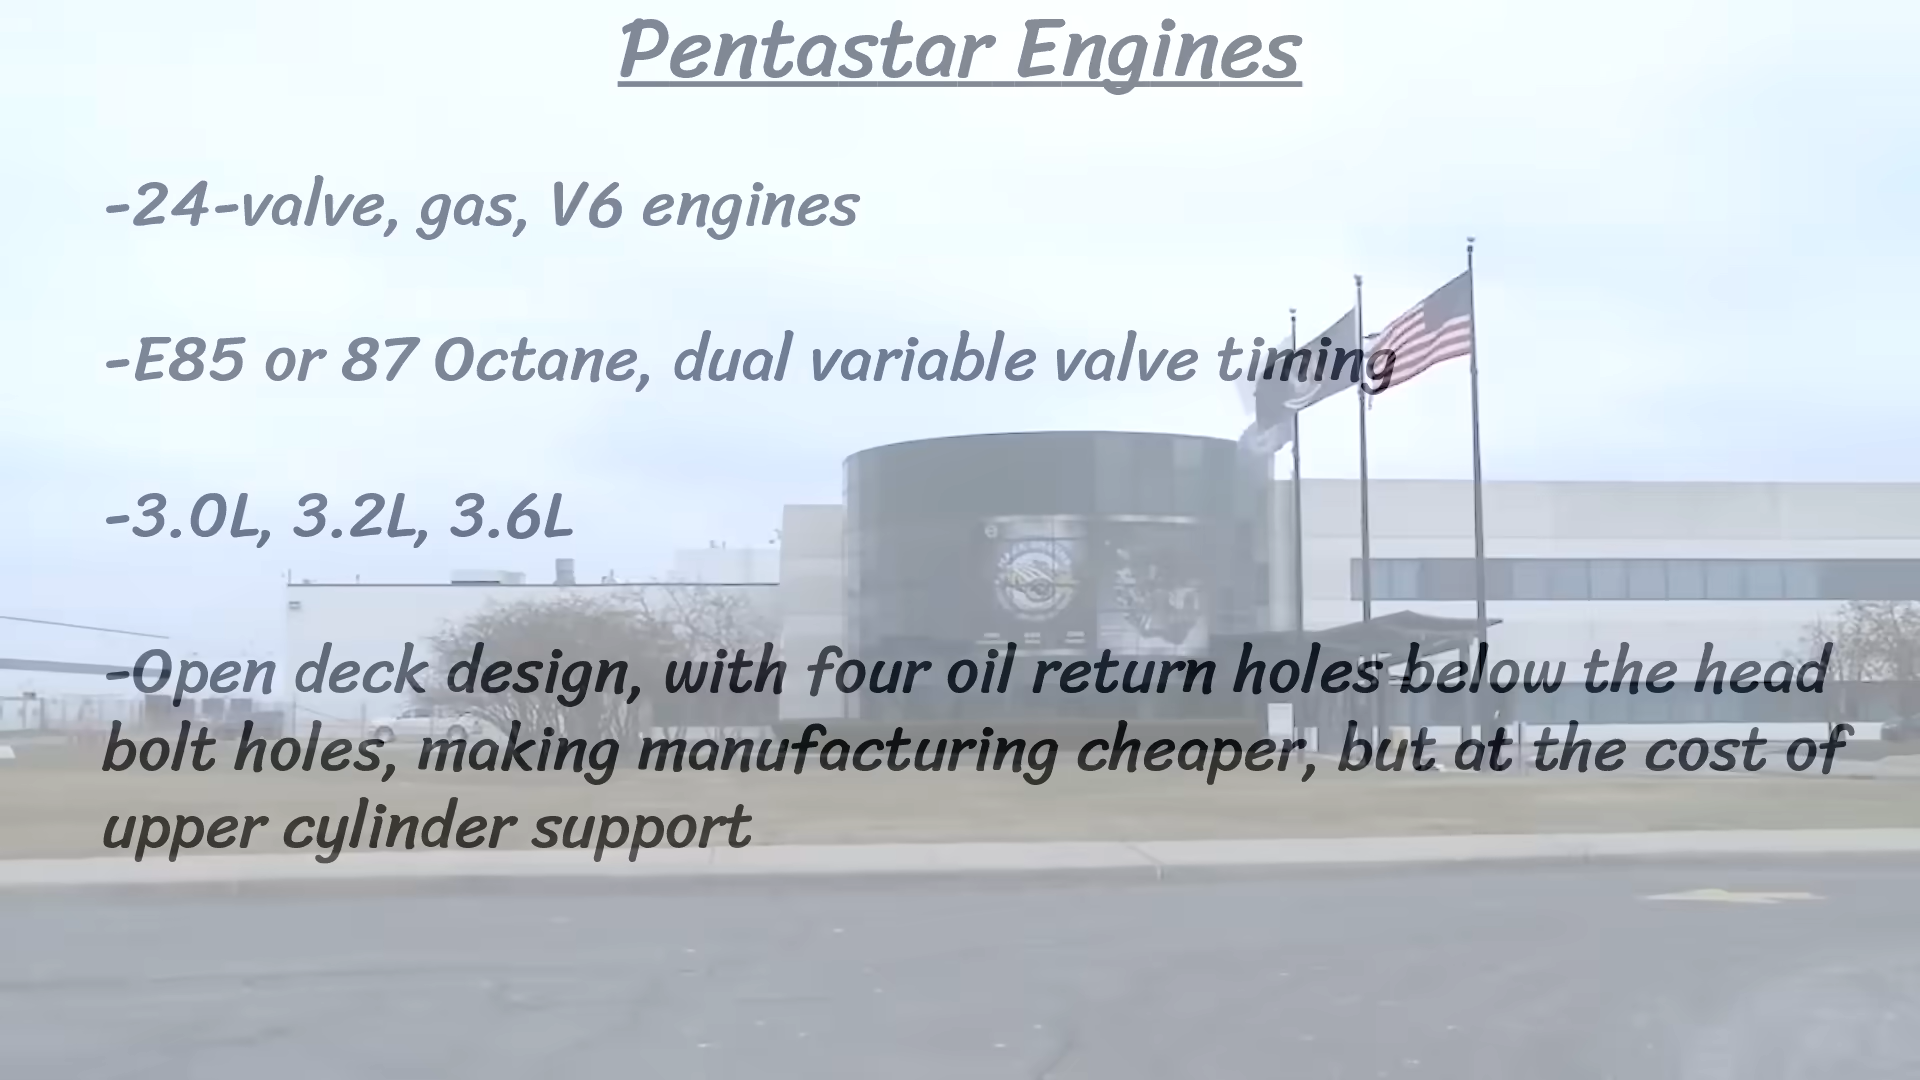 Pentastar Engines
-24-valve, gas, V6 engines
-E85 or 87 Octane, dual variable valve timing
-3.0L, 3.2L, 3.6L
-Open deck design, with four oil return holes below the head
bolt holes, making manufacturing cheaper, but at the cost of
upper cylinder support